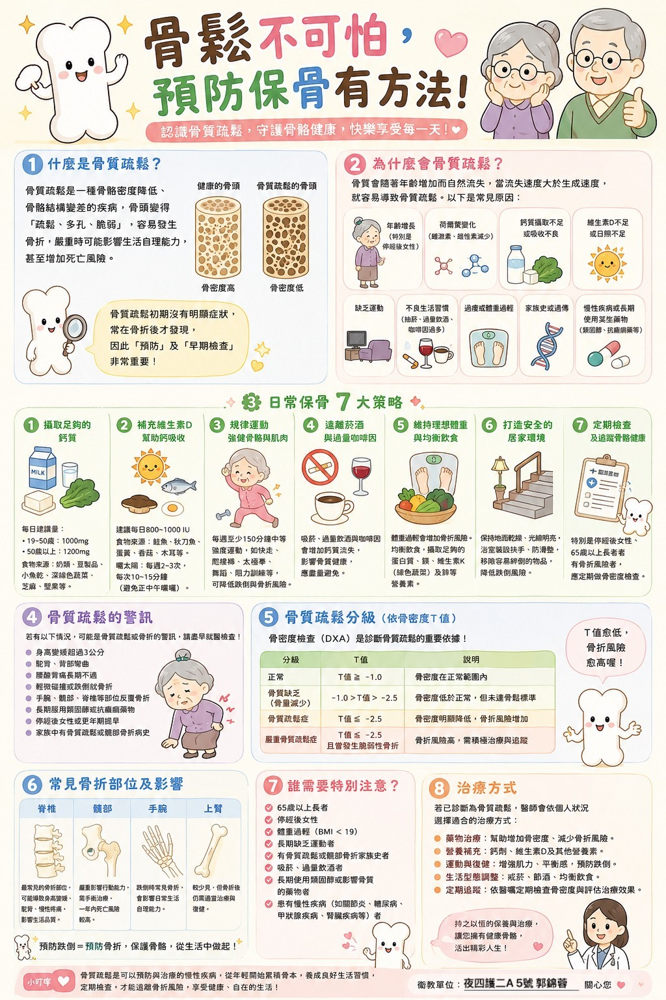 骨鬆不可怕，
預防保骨有方法！
認識骨質疏鬆，守護骨骼健康，快樂享受每一天！
1 什麼是骨質疏鬆？
骨質疏鬆是一種骨骼密度降低、
骨骼結構變差的疾病，骨頭變得
「疏鬆、多孔、脆弱」，容易發生
骨折，嚴重時可能影響生活自理能力，
甚至增加死亡風險。
健康的骨頭
骨密度高
骨質疏鬆的骨頭
骨密度低
骨質疏鬆初期沒有明顯症狀，
常在骨折後才發現，
因此「預防」及「早期檢查」
非常重要！
2 為什麼會骨質疏鬆？
骨質會隨著年齡增加而自然流失，當流失速度大於生成速度，
就容易導致骨質疏鬆。以下是常見原因：
年齡增長
（特別是
停經後女性）
荷爾蒙變化
鈣質攝取不足
或吸收不良
維生素D不足
或日照不足
缺乏運動
不良生活習慣
（抽菸、過量飲酒、
咖啡因過多）
過瘦或體重過輕
家族史或遺傳
慢性疾病或長期
使用 藥物
3 日常保骨 7 大策略
1 攝取足夠的
鈣質
MILK
每日建議量：
• 19~50歲：1000mg
• 50歲以上：1200mg
食物來源：奶類、豆製品、
小魚乾、深綠色蔬菜、
芝麻、堅果等。
2 補充維生素D
幫助鈣吸收
建議每日800~1000 IU
食物來源：鮭魚、秋刀魚、
蛋黃、香菇、木耳等。
曬太陽：每週2~3次，
每次10~15分鐘
（避免正中午曝曬）。
3 規律運動
強健骨骼與肌肉
每週至少150分鐘中等
強度運動，如快走、
爬樓梯、太極拳、
舞蹈、阻力訓練等，
可降低跌倒與骨折風險。
4 遠離菸酒
與過量咖啡因
吸菸、過量飲酒與咖啡因
會增加鈣質流失，
影響骨質健康，
應盡量避免。
5 維持理想體重
與均衡飲食
體重過輕會增加骨折風險。
均衡飲食，攝取足夠的
蛋白質、鎂、維生素K
（綠色蔬菜）及鋅等
營養素。
6 打造安全的
居家環境
保持地面乾燥、光線明亮，
浴室裝設扶手、防滑墊，
移除容易絆倒的物品，
降低跌倒風險。
7 定期檢查
及追蹤骨骼健康
特別是停經後女性、
65歲以上長者者
有骨折風險者，
應定期做骨密度檢查。
4 骨質疏鬆的警訊
若有以下情況，可能是骨質疏鬆或骨折的警訊，請盡早就醫檢查！
身高變矮超過3公分
駝背、背部彎曲
腰酸背痛長期不適
輕微碰撞或跌倒就骨折
手腕、髖部、脊椎等部位反覆骨折
長期服用類固醇或抗癲癇藥物
停經後女性或更年期提早
家族中有骨質疏鬆或髖部骨折病史
5 骨質疏鬆分級（依骨密度T值）
骨密度檢查（DXA）是診斷骨質疏鬆的重要依據！
分級 T值 說明
正常 T值 ≧ -1.0 骨密度在正常範圍內
骨質缺乏
（骨量減少） -1.0 > T值 > -2.5 骨密度低於正常，但未達骨鬆標準
骨質疏鬆症 T值 ≦ -2.5 骨密度明顯降低，骨折風險增加
嚴重骨質疏鬆症 T值 ≦ -2.5
且曾發生脆弱性骨折 骨折風險高，需積極治療與追蹤
T值愈低，
骨折風險
愈高喔！
6 常見骨折部位及影響
脊椎
最常見的骨折部位，
可能導致身高變矮、
駝背、慢性疼痛，
影響生活品質。
髖部
嚴重影響行動能力，
需手術治療，
一年內死亡風險
較高。
手腕
跌倒時常見骨折，
會影響日常生活
自理能力。
上臂
較少見，但骨折後
仍需適當治療與
復健。
預防跌倒＝預防骨折，保護骨骼，從生活中做起！
7 誰需要特別注意？
65歲以上長者
停經後女性
體重過輕（BMI < 19）
長期缺乏運動者
有骨質疏鬆或髖部骨折家族史者
吸菸、過量飲酒者
長期使用類固醇或影響骨質
的藥物者
患有慢性疾病（如關節炎、糖尿病、
甲狀腺疾病、腎臟疾病等）者
8 治療方式
若已診斷為骨質疏鬆，醫師會依個人狀況
選擇適合的治療方式：
藥物治療：幫助增加骨密度、減少骨折風險。
營養補充：鈣劑、維生素D及其他營養素。
運動與復健：增強肌力、平衡感，預防跌倒。
生活型態調整：戒菸、節酒、均衡飲食。
定期追蹤：依醫囑定期檢查骨密度與評估治療效果。
持之以恆的保養與治療，
讓您擁有健康骨骼，
活出精彩人生！
小叮嚀
骨質疏鬆是可以預防與治療的慢性疾病，從年輕開始累積骨本，養成良好生活習慣，
定期檢查，才能遠離骨折風險，享受健康、自在的生活！
衛教單位：夜四護二A 5號 郭錦蓉 關心您